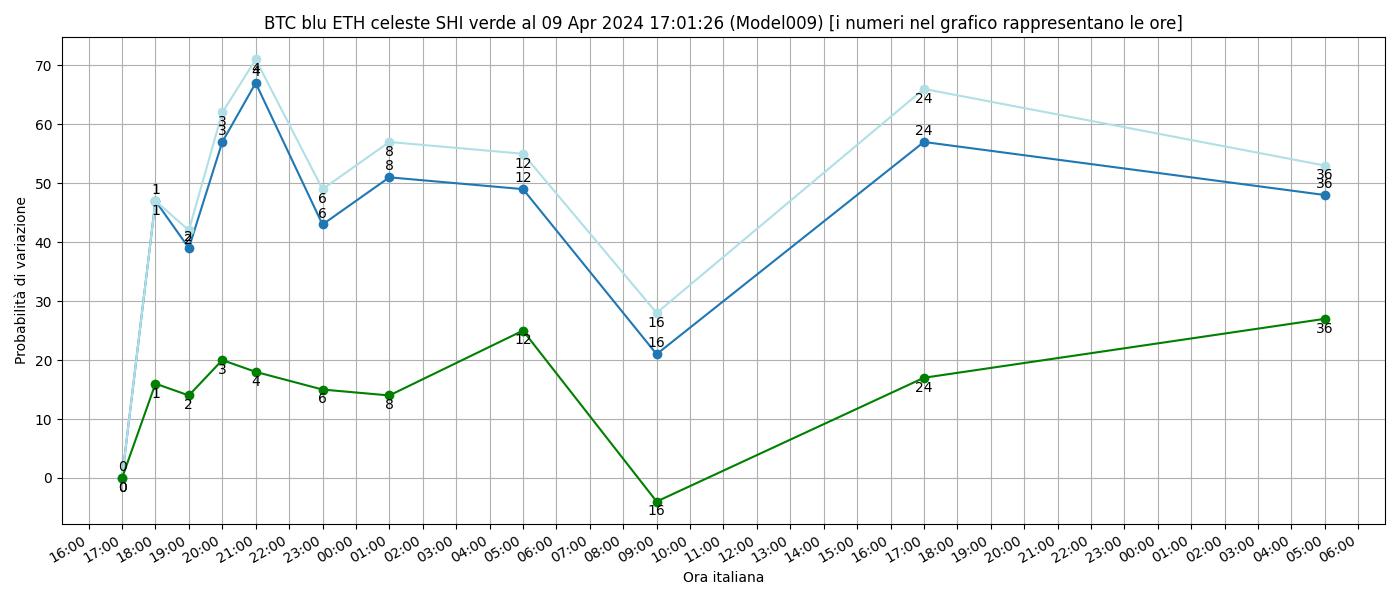 BTC blu ETH celeste SHI verde al 09 Apr 2024 17:01:26 (Model009) [i numeri nel grafico rappresentano le ore]
Probabilità di variazione
70
60
50
40
30
20
10
0
0 1 2 3 4 6 8 12 16 24 36
0 1 2 3 4 6 8 12 16 24 36
0 1 2 3 4 6 8 12 16 24 36
16:00 17:00 18:00 19:00 20:00 21:00 22:00 23:00 00:00 01:00 02:00 03:00 04:00 05:00 06:00 07:00 08:00 09:00 10:00 11:00 12:00 13:00 14:00 15:00 16:00 17:00 18:00 19:00 20:00 21:00 22:00 23:00 00:00 01:00 02:00 03:00 04:00 05:00 06:00
Ora italiana